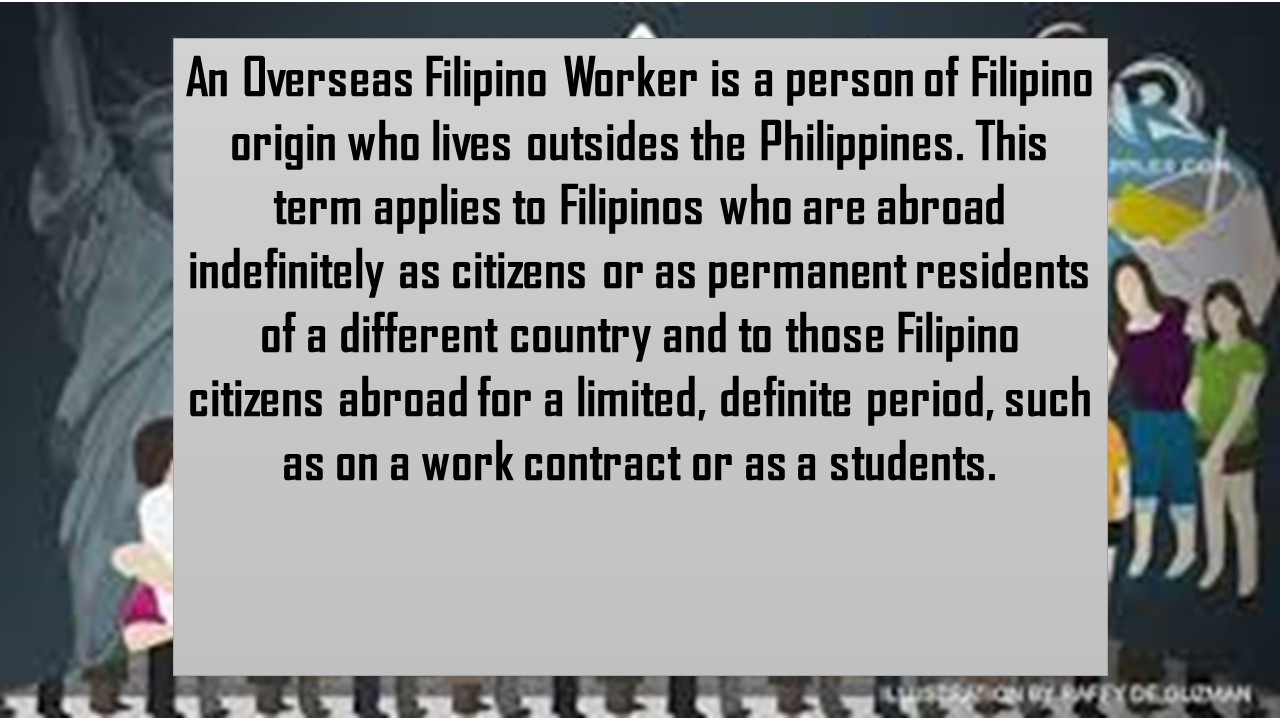 An Overseas Filipino Worker is a person of Filipino
origin who lives outsides the Philippines. This
term applies to Filipinos who are abroad
indefinitely as citizens or as permanent residents
of a different country and to those Filipino
citizens abroad for a limited, definite period, such
as on a work contract or as a students.
ILLUSTRATION BY RAFFY DE GUZMAN